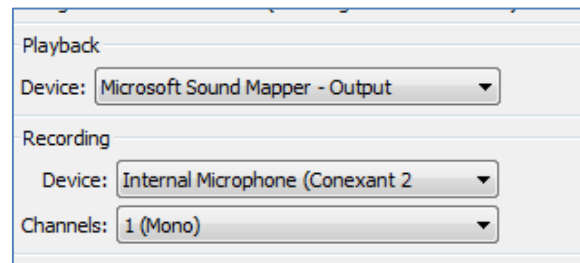 Playback
Device: Microsoft Sound Mapper - Output
Recording
Device: Internal Microphone (Conexant 2
Channels: 1 (Mono)